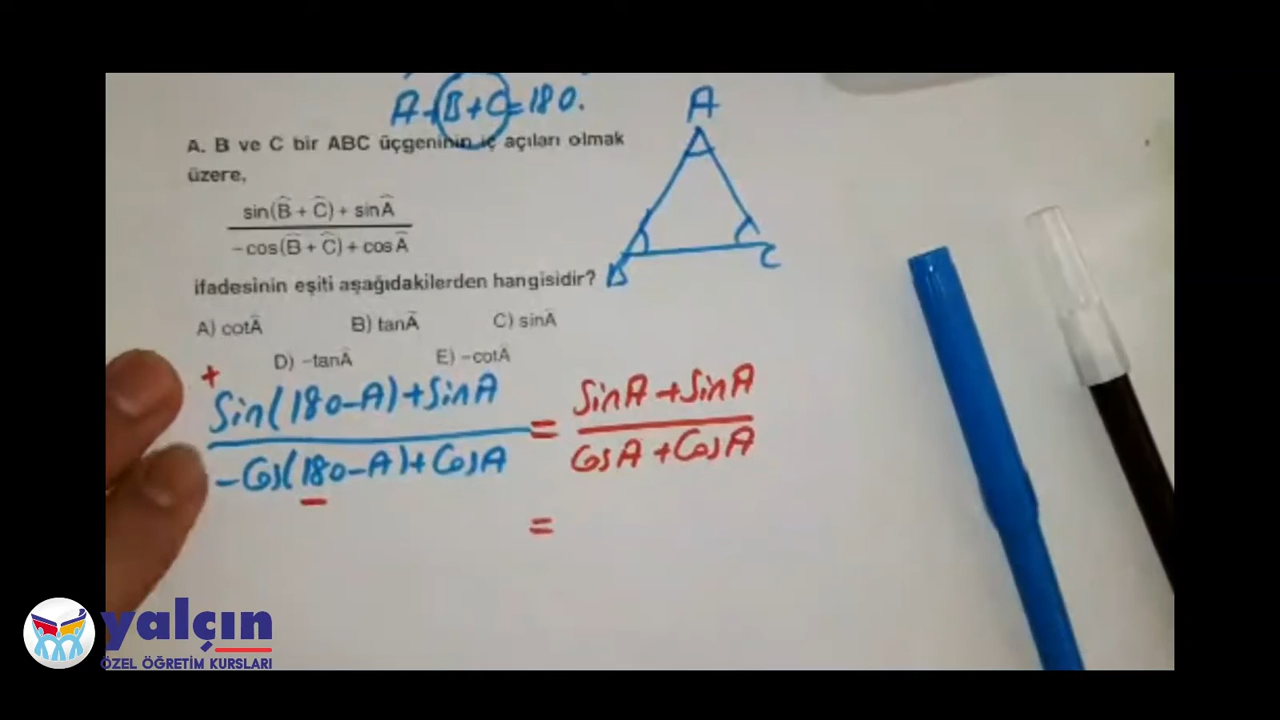 A+B+C=180.
A, B ve C bir ABC üçgeninin iç açıları olmak
üzere,
sin(B̂ + Ĉ) + sinÂ
-cos(B̂ + Ĉ) + cosÂ
ifadesinin eşiti aşağıdakilerden hangisidir?
A) cotÂ B) tanÂ C) sinÂ
D) -tanÂ E) -cotÂ
A
B
C
+
Sin(180-A)+SinA = SinA+SinA
-Cos(180-A)+CosA CosA+CosA
=
yalçın
ÖZEL ÖĞRETİM KURSLARI